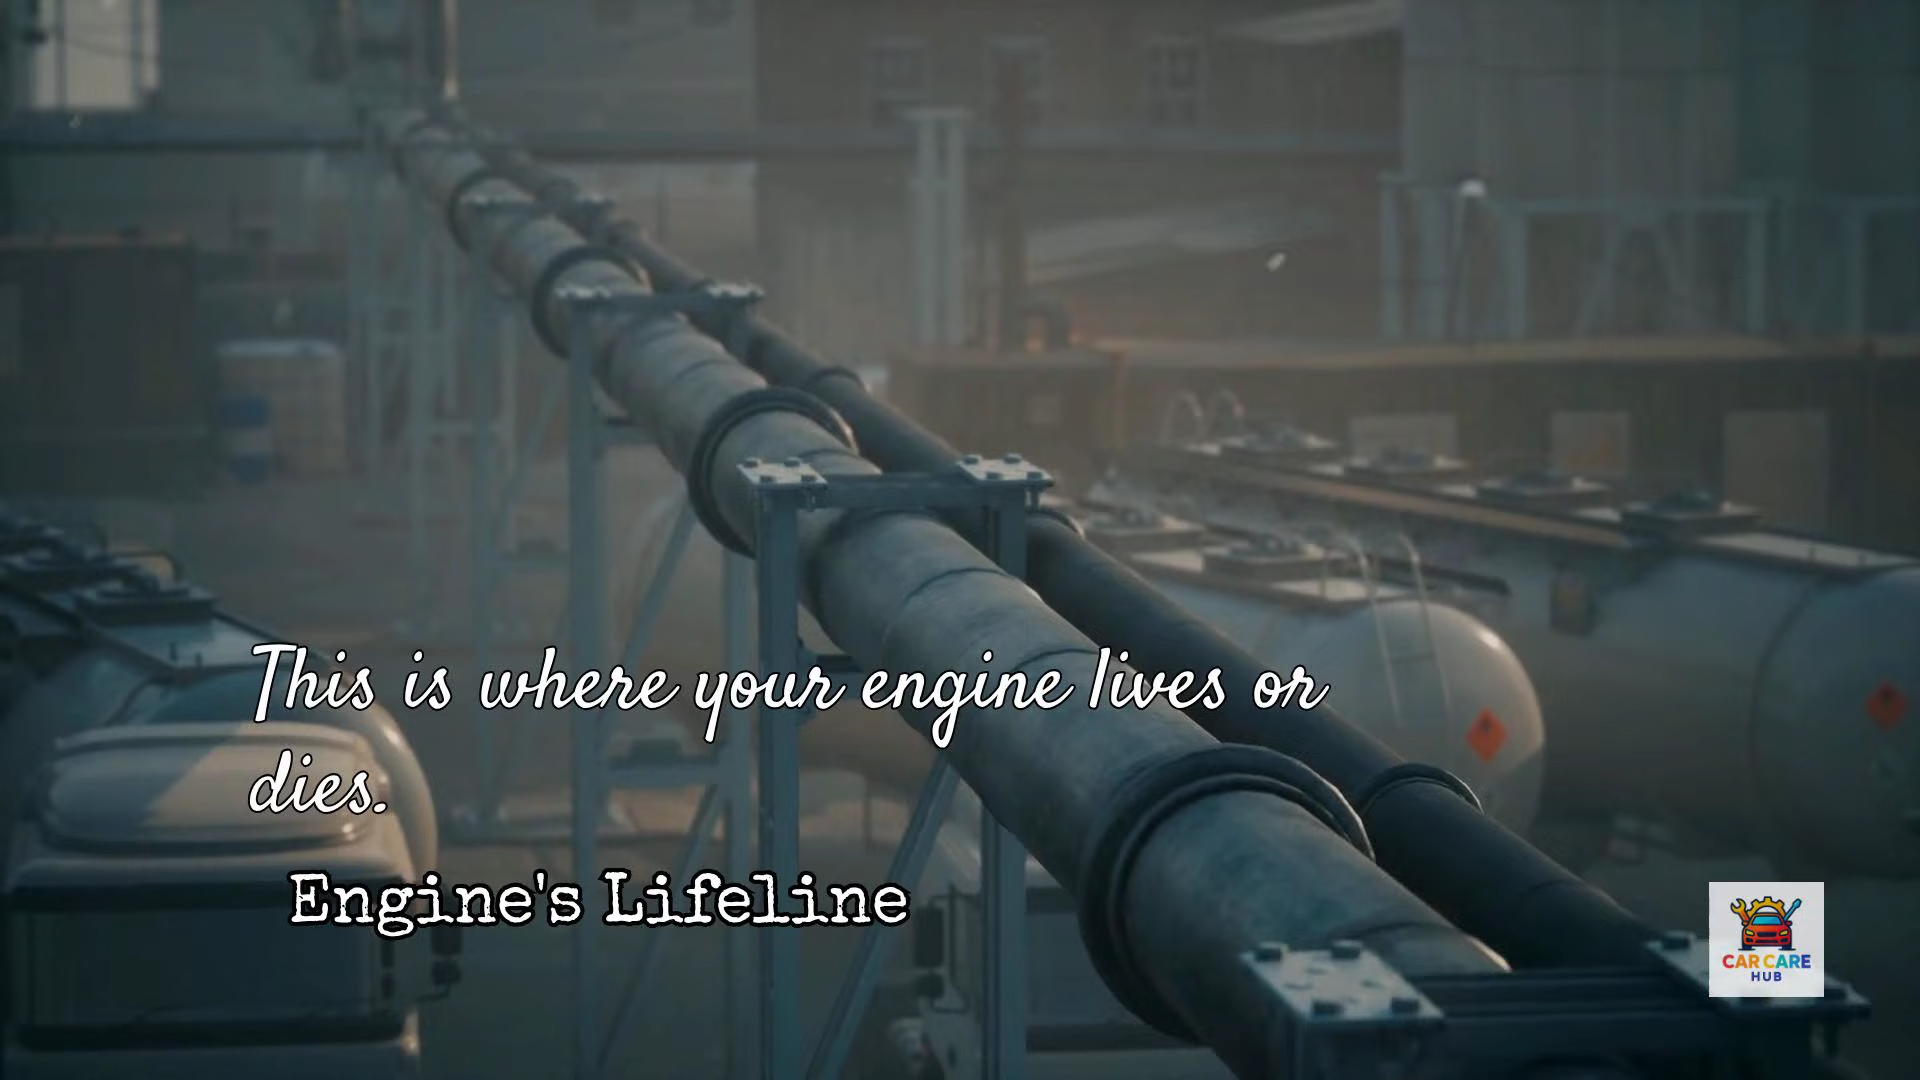 This is where your engine lives or
dies.
Engine's Lifeline
CAR CARE
HUB